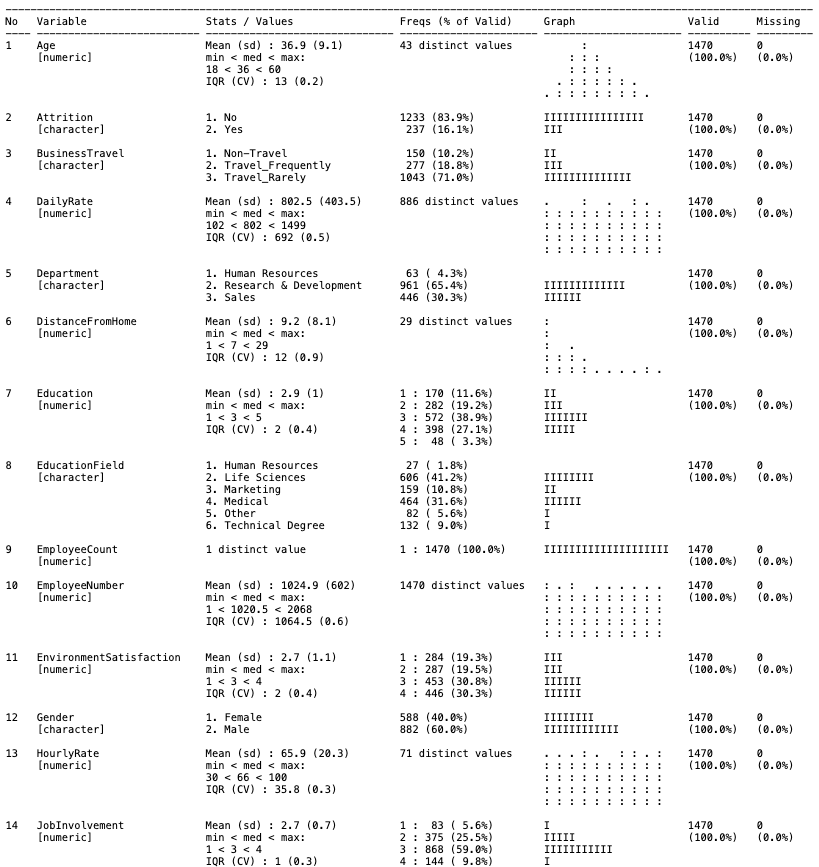 No Variable Stats / Values Freqs (% of Valid) Graph Valid Missing
1 Age Mean (sd) : 36.9 (9.1) 43 distinct values : 1470 0
[numeric] min < med < max: : : : (100.0%) (0.0%)
18 < 36 < 60 : : : :
IQR (CV) : 13 (0.2) . : : : : : .
. : : : : : : : .
2 Attrition 1. No 1233 (83.9%) IIIIIIIIIIIIIIII 1470 0
[character] 2. Yes 237 (16.1%) III (100.0%) (0.0%)
3 BusinessTravel 1. Non-Travel 150 (10.2%) II 1470 0
[character] 2. Travel_Frequently 277 (18.8%) III (100.0%) (0.0%)
3. Travel_Rarely 1043 (71.0%) IIIIIIIIIIIIII
4 DailyRate Mean (sd) : 802.5 (403.5) 886 distinct values . : . : . 1470 0
[numeric] min < med < max: : : : : : : : : : : (100.0%) (0.0%)
102 < 802 < 1499 : : : : : : : : : :
IQR (CV) : 692 (0.5) : : : : : : : : : :
: : : : : : : : : :
5 Department 1. Human Resources 63 ( 4.3%) 1470 0
[character] 2. Research & Development 961 (65.4%) IIIIIIIIIIIII (100.0%) (0.0%)
3. Sales 446 (30.3%) IIIIII
6 DistanceFromHome Mean (sd) : 9.2 (8.1) 29 distinct values : 1470 0
[numeric] min < med < max: : (100.0%) (0.0%)
1 < 7 < 29 : .
IQR (CV) : 12 (0.9) : : : .
: : : : . . . . : .
7 Education Mean (sd) : 2.9 (1) 1 : 170 (11.6%) II 1470 0
[numeric] min < med < max: 2 : 282 (19.2%) III (100.0%) (0.0%)
1 < 3 < 5 3 : 572 (38.9%) IIIIIII
IQR (CV) : 2 (0.4) 4 : 398 (27.1%) IIIII
5 : 48 ( 3.3%)
8 EducationField 1. Human Resources 27 ( 1.8%) 1470 0
[character] 2. Life Sciences 606 (41.2%) IIIIIIII (100.0%) (0.0%)
3. Marketing 159 (10.8%) II
4. Medical 464 (31.6%) IIIIII
5. Other 82 ( 5.6%) I
6. Technical Degree 132 ( 9.0%) I
9 EmployeeCount 1 distinct value 1 : 1470 (100.0%) IIIIIIIIIIIIIIIIIIII 1470 0
[numeric] (100.0%) (0.0%)
10 EmployeeNumber Mean (sd) : 1024.9 (602) 1470 distinct values : . : . . . . . . 1470 0
[numeric] min < med < max: : : : : : : : : : : (100.0%) (0.0%)
1 < 1020.5 < 2068 : : : : : : : : : :
IQR (CV) : 1064.5 (0.6) : : : : : : : : : :
: : : : : : : : : :
11 EnvironmentSatisfaction Mean (sd) : 2.7 (1.1) 1 : 284 (19.3%) III 1470 0
[numeric] min < med < max: 2 : 287 (19.5%) III (100.0%) (0.0%)
1 < 3 < 4 3 : 453 (30.8%) IIIIII
IQR (CV) : 2 (0.4) 4 : 446 (30.3%) IIIIII
12 Gender 1. Female 588 (40.0%) IIIIIIII 1470 0
[character] 2. Male 882 (60.0%) IIIIIIIIIIII (100.0%) (0.0%)
13 HourlyRate Mean (sd) : 65.9 (20.3) 71 distinct values . . . : . : : . : 1470 0
[numeric] min < med < max: : : : : : : : : : : (100.0%) (0.0%)
30 < 66 < 100 : : : : : : : : : :
IQR (CV) : 35.8 (0.3) : : : : : : : : : :
: : : : : : : : : :
14 JobInvolvement Mean (sd) : 2.7 (0.7) 1 : 83 ( 5.6%) I 1470 0
[numeric] min < med < max: 2 : 375 (25.5%) IIIII (100.0%) (0.0%)
1 < 3 < 4 3 : 868 (59.0%) IIIIIIIIIII
IQR (CV) : 1 (0.3) 4 : 144 ( 9.8%) I